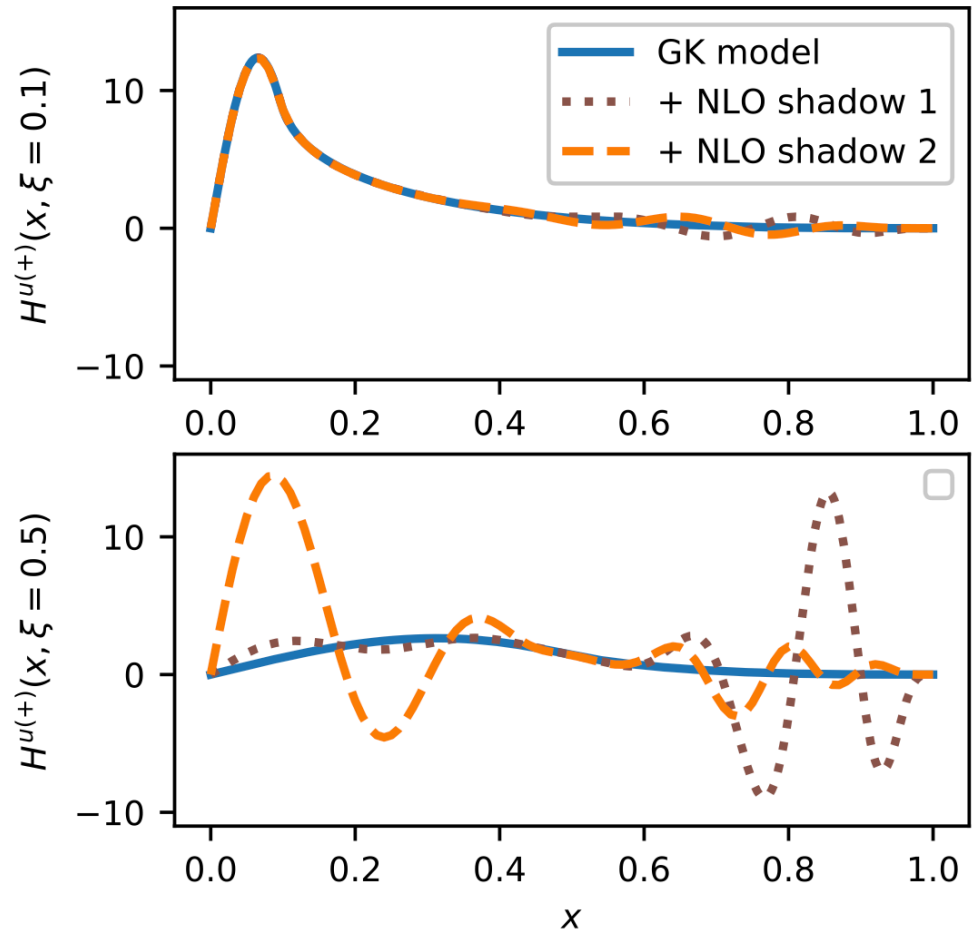 H^{u(+)}(x, ξ = 0.1)
10
0
−10
GK model
+ NLO shadow 1
+ NLO shadow 2
0.0 0.2 0.4 0.6 0.8 1.0
H^{u(+)}(x, ξ = 0.5)
10
0
−10
0.0 0.2 0.4 0.6 0.8 1.0
x